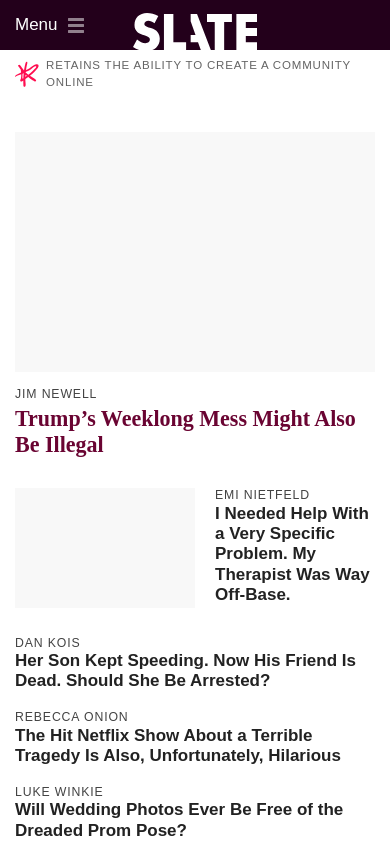 Menu
SLATE
RETAINS THE ABILITY TO CREATE A COMMUNITY
ONLINE
JIM NEWELL
Trump’s Weeklong Mess Might Also
Be Illegal
EMI NIETFELD
I Needed Help With
a Very Specific
Problem. My
Therapist Was Way
Off-Base.
DAN KOIS
Her Son Kept Speeding. Now His Friend Is
Dead. Should She Be Arrested?
REBECCA ONION
The Hit Netflix Show About a Terrible
Tragedy Is Also, Unfortunately, Hilarious
LUKE WINKIE
Will Wedding Photos Ever Be Free of the
Dreaded Prom Pose?